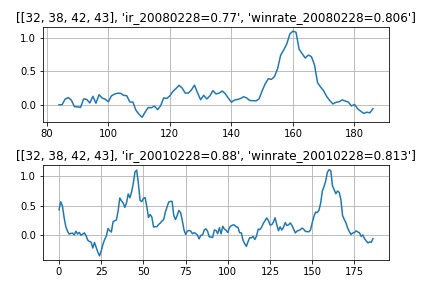 [[32, 38, 42, 43], 'ir_20080228=0.77', 'winrate_20080228=0.806']
1.0
0.5
0.0
80 100 120 140 160 180
[[32, 38, 42, 43], 'ir_20010228=0.88', 'winrate_20010228=0.813']
1.0
0.5
0.0
0 25 50 75 100 125 150 175